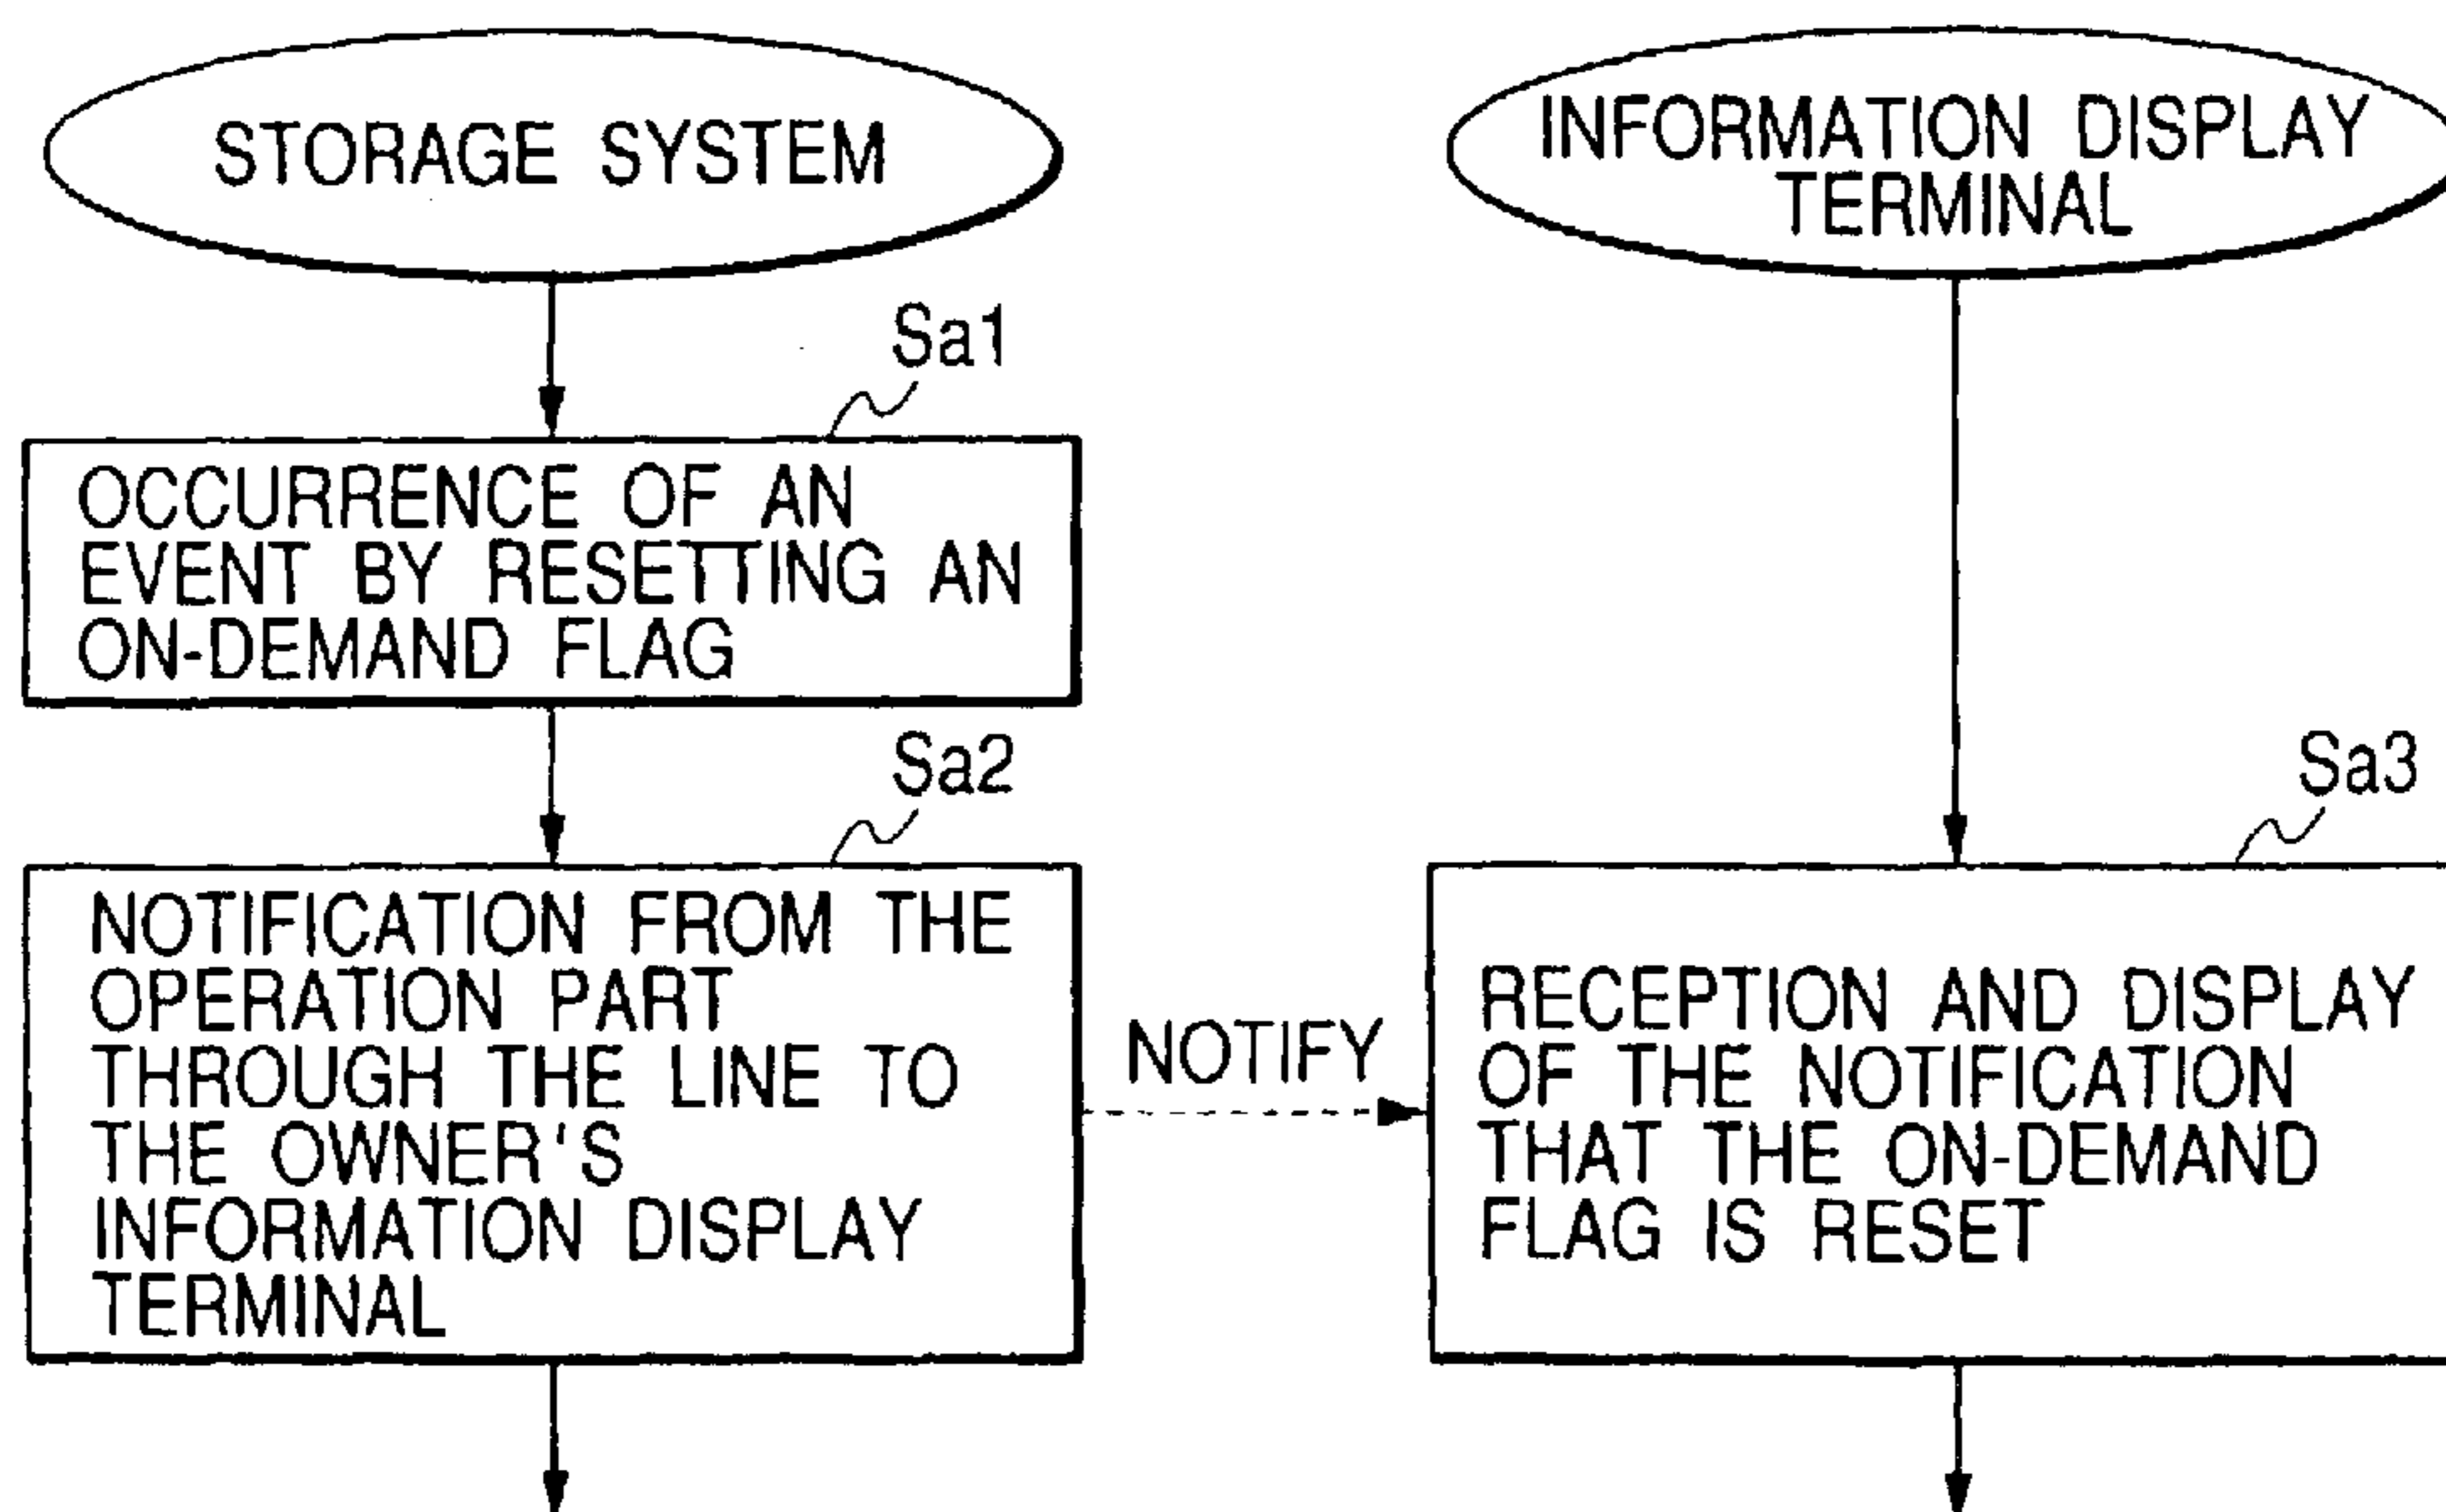 STORAGE SYSTEM
INFORMATION DISPLAY
TERMINAL
Sa1
OCCURRENCE OF AN
EVENT BY RESETTING AN
ON-DEMAND FLAG
Sa2
NOTIFICATION FROM THE
OPERATION PART
THROUGH THE LINE TO
THE OWNER'S
INFORMATION DISPLAY
TERMINAL
NOTIFY
Sa3
RECEPTION AND DISPLAY
OF THE NOTIFICATION
THAT THE ON-DEMAND
FLAG IS RESET